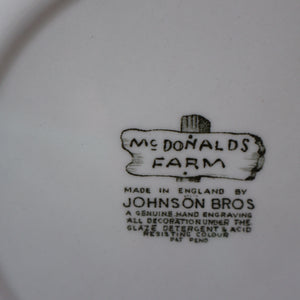 McDONALDS
FARM
MADE IN ENGLAND BY
JOHNSON BROS
A GENUINE HAND ENGRAVING
ALL DECORATION UNDER THE
GLAZE DETERGENT & ACID
RESISTING COLOUR
PAT PEND